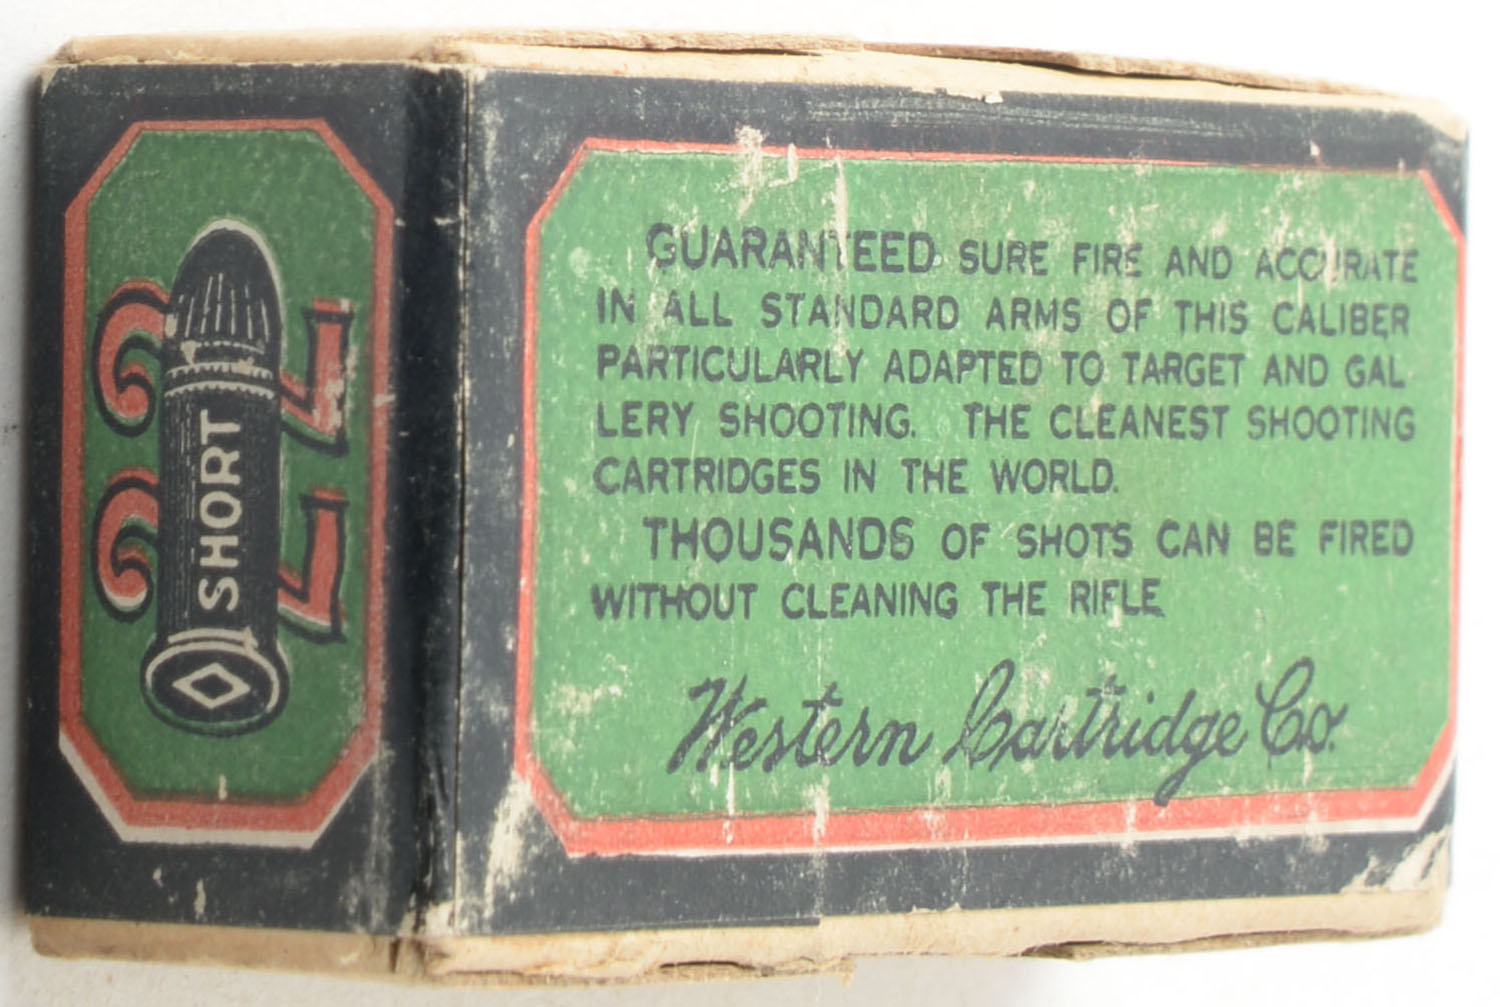 22
SHORT
GUARANTEED SURE FIRE AND ACCURATE
IN ALL STANDARD ARMS OF THIS CALIBER
PARTICULARLY ADAPTED TO TARGET AND GAL-
LERY SHOOTING. THE CLEANEST SHOOTING
CARTRIDGES IN THE WORLD.
THOUSANDS OF SHOTS CAN BE FIRED
WITHOUT CLEANING THE RIFLE
Western Cartridge Co.